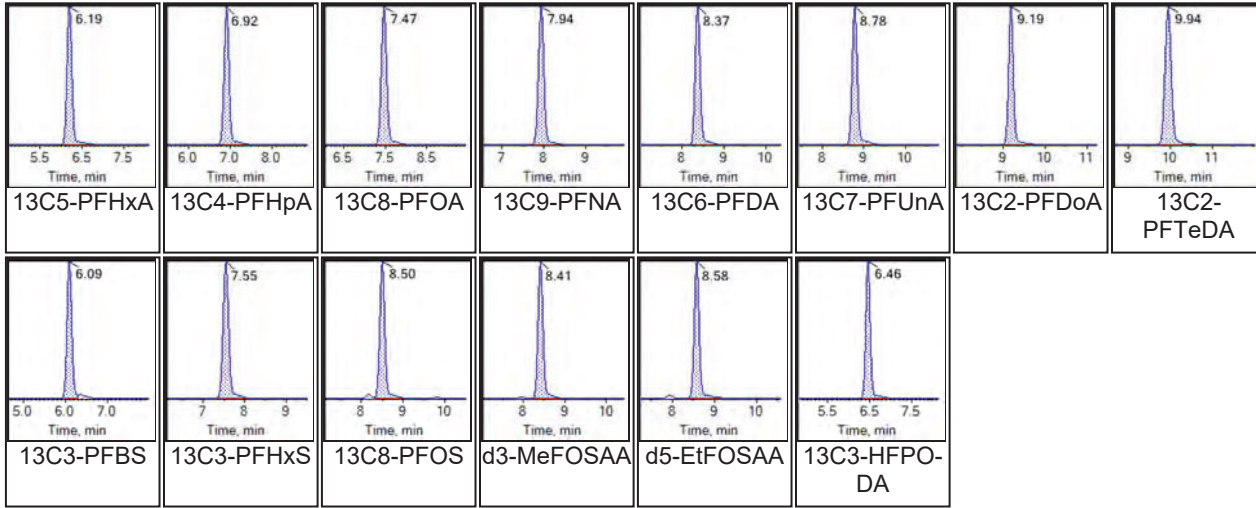 6.19 6.92 7.47 7.94 8.37 8.78 9.19 9.94
5.5 6.5 7.5 6.0 7.0 8.0 6.5 7.5 8.5 7 8 9 8 9 10 8 9 10 9 10 11 9 10 11
Time, min Time, min Time, min Time, min Time, min Time, min Time, min Time, min
13C5-PFHxA 13C4-PFHpA 13C8-PFOA 13C9-PFNA 13C6-PFDA 13C7-PFUnA 13C2-PFDoA 13C2-
PFTeDA
6.09 7.55 8.50 8.41 8.58 6.46
5.0 6.0 7.0 7 8 9 8 9 10 8 9 10 8 9 10 5.5 6.5 7.5
Time, min Time, min Time, min Time, min Time, min Time, min
13C3-PFBS 13C3-PFHxS 13C8-PFOS d3-MeFOSAA d5-EtFOSAA 13C3-HFPO-
DA